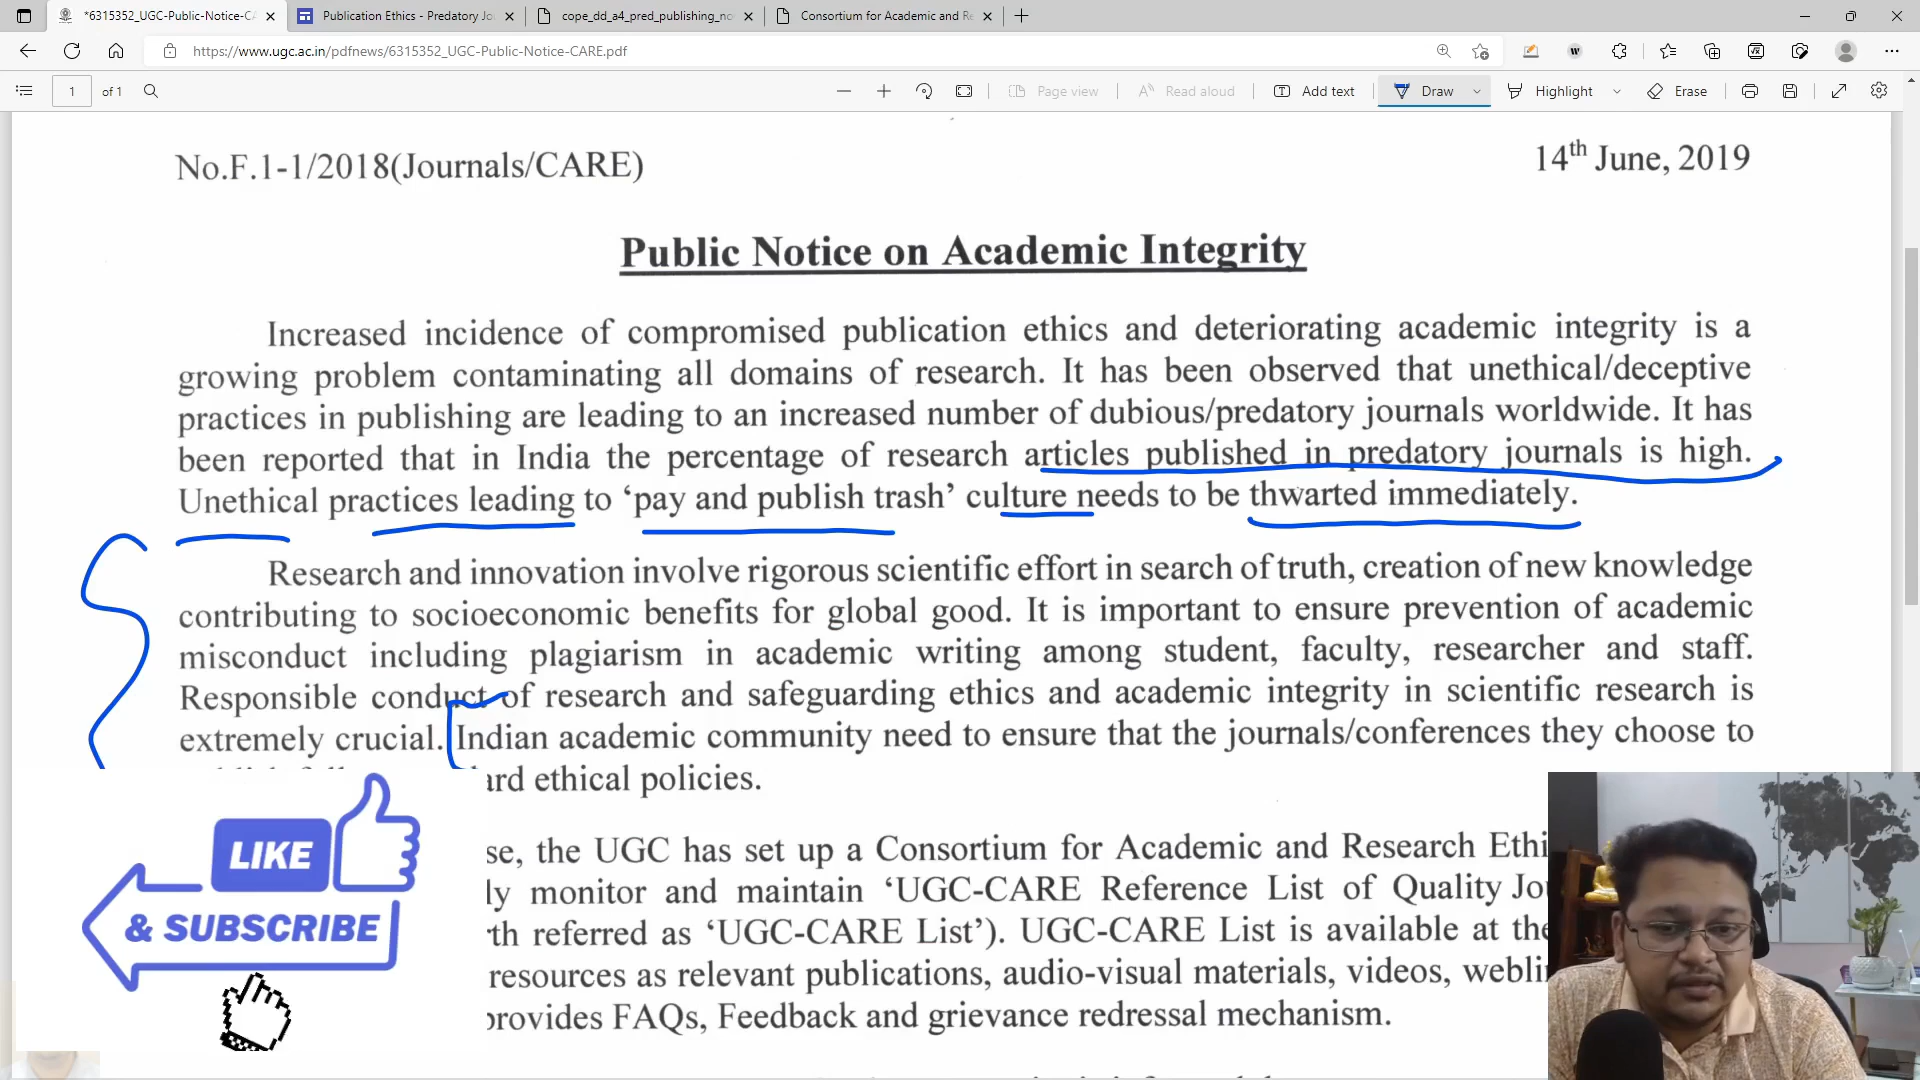 *6315352_UGC-Public-Notice-CA
Publication Ethics - Predatory Jo
cope_dd_a4_pred_publishing_no
Consortium for Academic and Re
https://www.ugc.ac.in/pdfnews/6315352_UGC-Public-Notice-CARE.pdf
1 of 1
Page view
Read aloud
Add text
Draw
Highlight
Erase
No.F.1-1/2018(Journals/CARE)
14th June, 2019
Public Notice on Academic Integrity
Increased incidence of compromised publication ethics and deteriorating academic integrity is a
growing problem contaminating all domains of research. It has been observed that unethical/deceptive
practices in publishing are leading to an increased number of dubious/predatory journals worldwide. It has
been reported that in India the percentage of research articles published in predatory journals is high.
Unethical practices leading to ‘pay and publish trash’ culture needs to be thwarted immediately.
Research and innovation involve rigorous scientific effort in search of truth, creation of new knowledge
contributing to socioeconomic benefits for global good. It is important to ensure prevention of academic
misconduct including plagiarism in academic writing among student, faculty, researcher and staff.
Responsible conduct of research and safeguarding ethics and academic integrity in scientific research is
extremely crucial. Indian academic community need to ensure that the journals/conferences they choose to
ard ethical policies.
se, the UGC has set up a Consortium for Academic and Research Ethi
ly monitor and maintain ‘UGC-CARE Reference List of Quality Jou
rth referred as ‘UGC-CARE List’). UGC-CARE List is available at the
resources as relevant publications, audio-visual materials, videos, webli
provides FAQs, Feedback and grievance redressal mechanism.
LIKE
& SUBSCRIBE